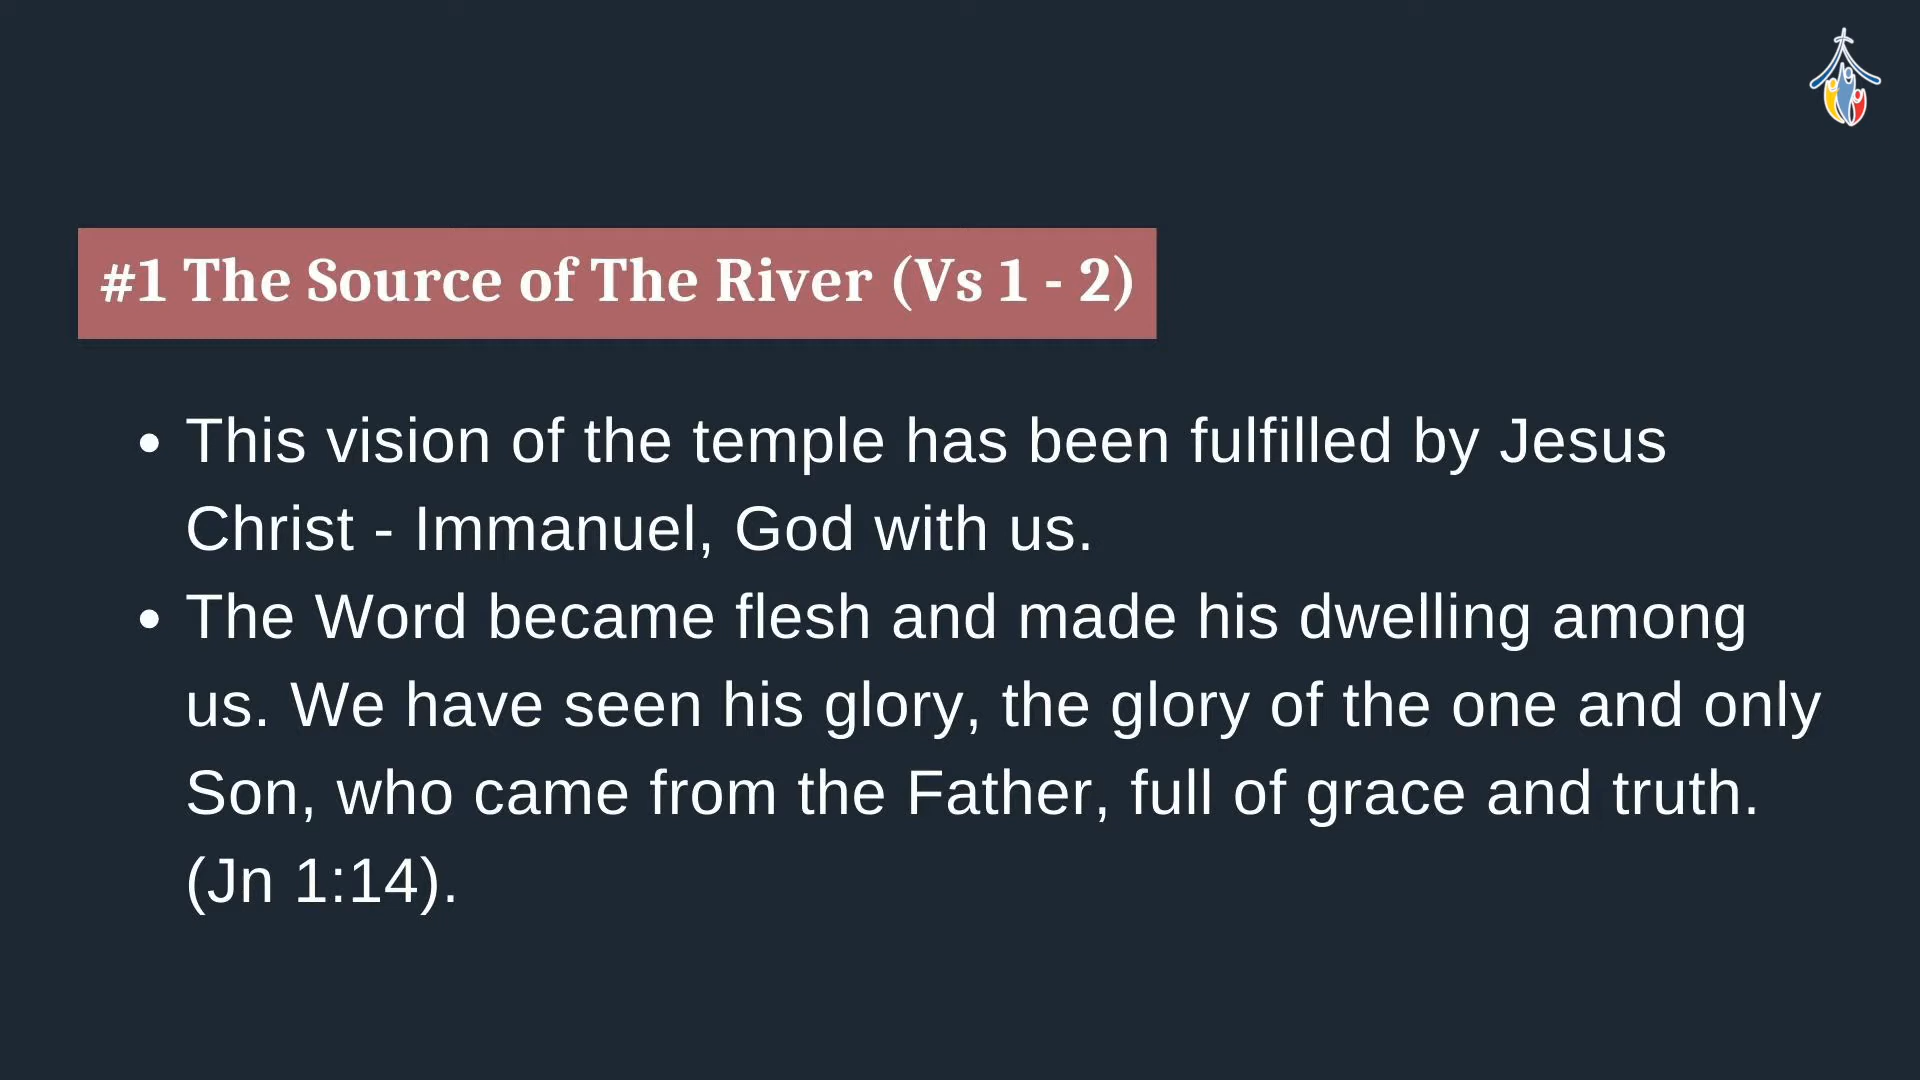 #1 The Source of The River (Vs 1 - 2)
• This vision of the temple has been fulfilled by Jesus
Christ - Immanuel, God with us.
• The Word became flesh and made his dwelling among
us. We have seen his glory, the glory of the one and only
Son, who came from the Father, full of grace and truth.
(Jn 1:14).